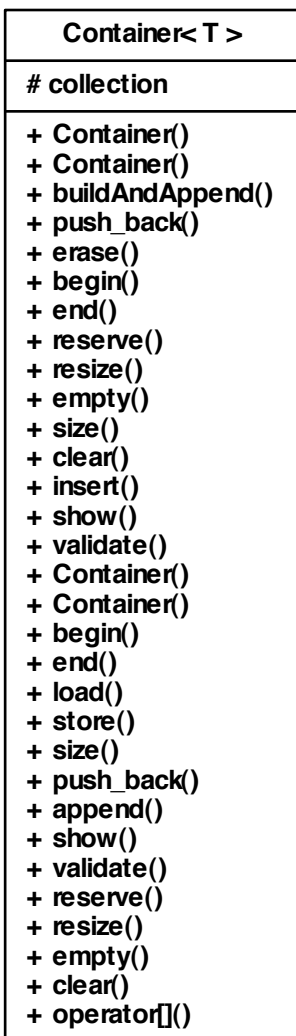 Container< T >
# collection
+ Container()
+ Container()
+ buildAndAppend()
+ push_back()
+ erase()
+ begin()
+ end()
+ reserve()
+ resize()
+ empty()
+ size()
+ clear()
+ insert()
+ show()
+ validate()
+ Container()
+ Container()
+ begin()
+ end()
+ load()
+ store()
+ size()
+ push_back()
+ append()
+ show()
+ validate()
+ reserve()
+ resize()
+ empty()
+ clear()
+ operator[]()